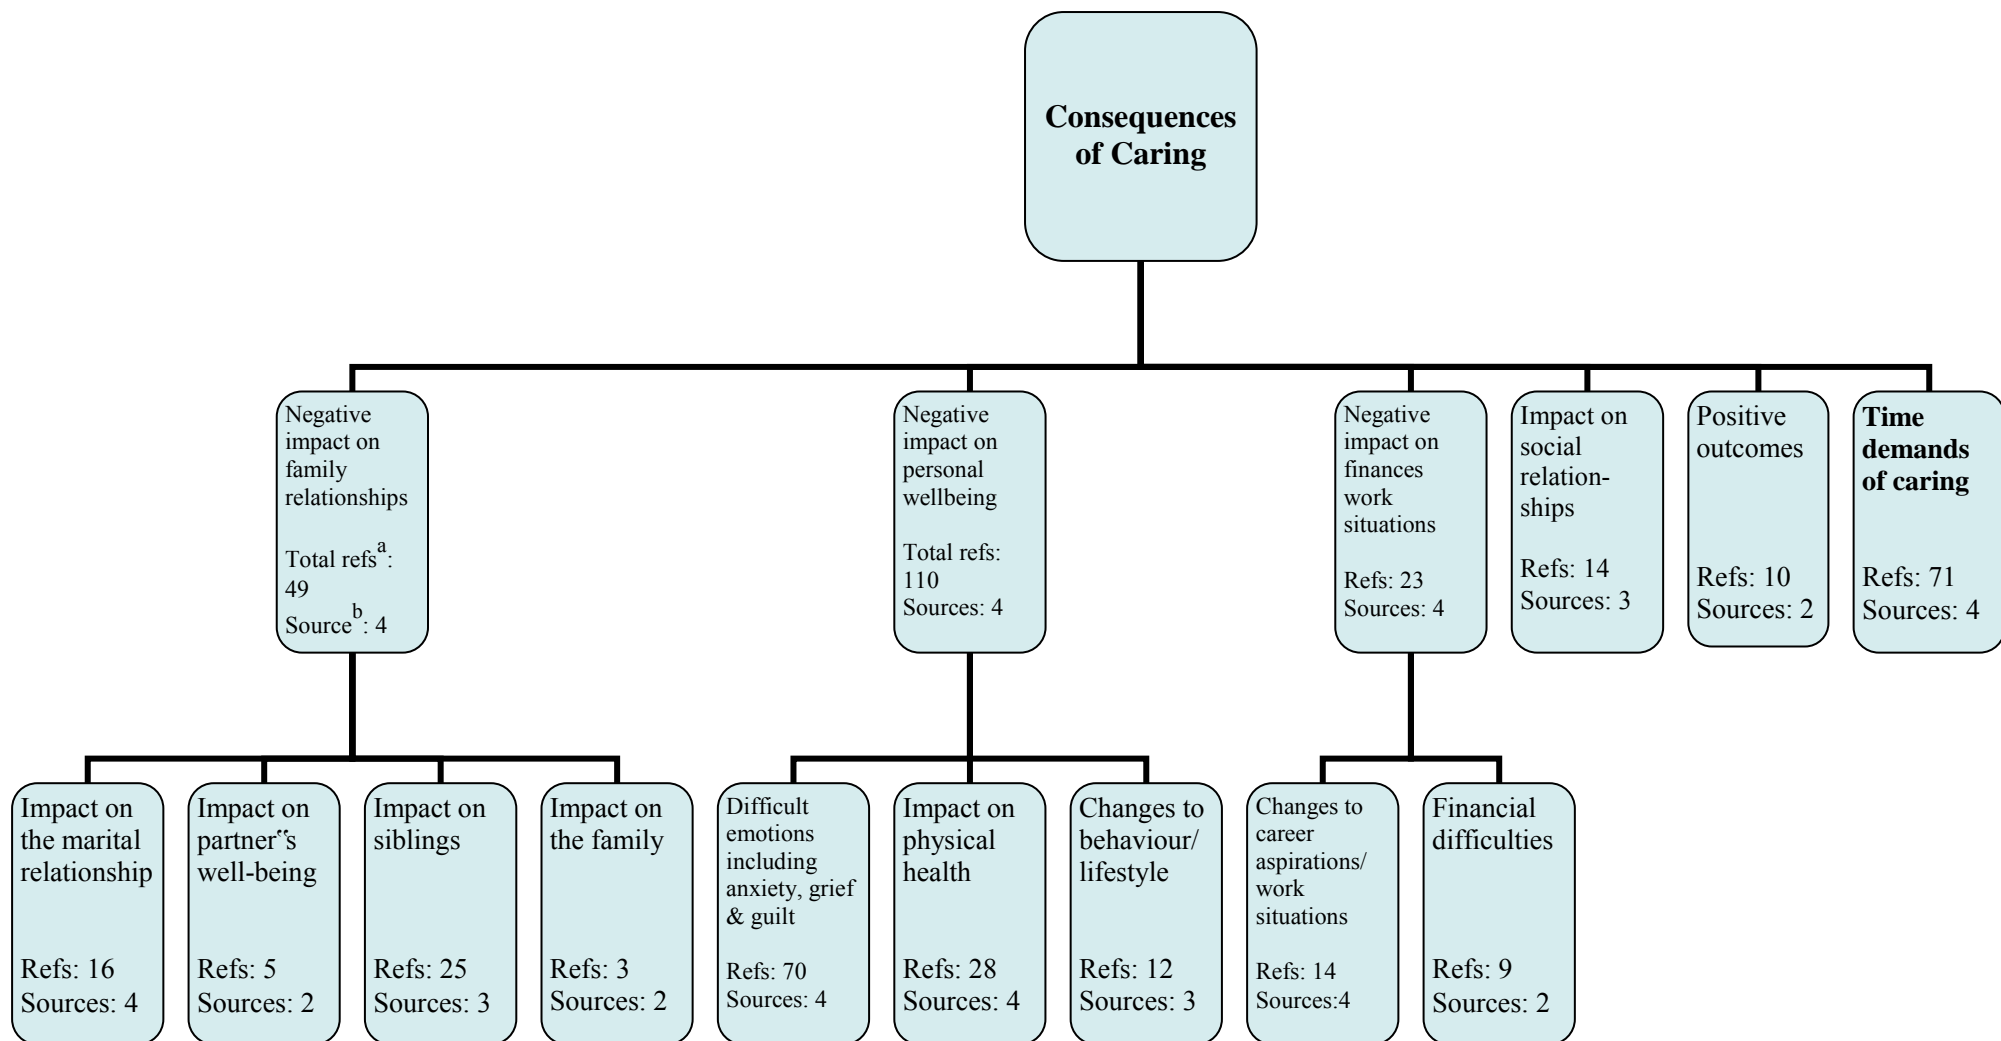 Consequences
of Caring
Negative
impact on
family
relationships
Total refsa:
49
Sourceb: 4
Negative
impact on
personal
wellbeing
Total refs:
110
Sources: 4
Negative
impact on
finances
work
situations
Refs: 23
Sources: 4
Impact on
social
relation-
ships
Refs: 14
Sources: 3
Positive
outcomes
Refs: 10
Sources: 2
Time
demands
of caring
Refs: 71
Sources: 4
Impact on
the marital
relationship
Refs: 16
Sources: 4
Impact on
partner‟s
well-being
Refs: 5
Sources: 2
Impact on
siblings
Refs: 25
Sources: 3
Impact on
the family
Refs: 3
Sources: 2
Difficult
emotions
including
anxiety, grief
& guilt
Refs: 70
Sources: 4
Impact on
physical
health
Refs: 28
Sources: 4
Changes to
behaviour/
lifestyle
Refs: 12
Sources: 3
Changes to
career
aspirations/
work
situations
Refs: 14
Sources:4
Financial
difficulties
Refs: 9
Sources: 2